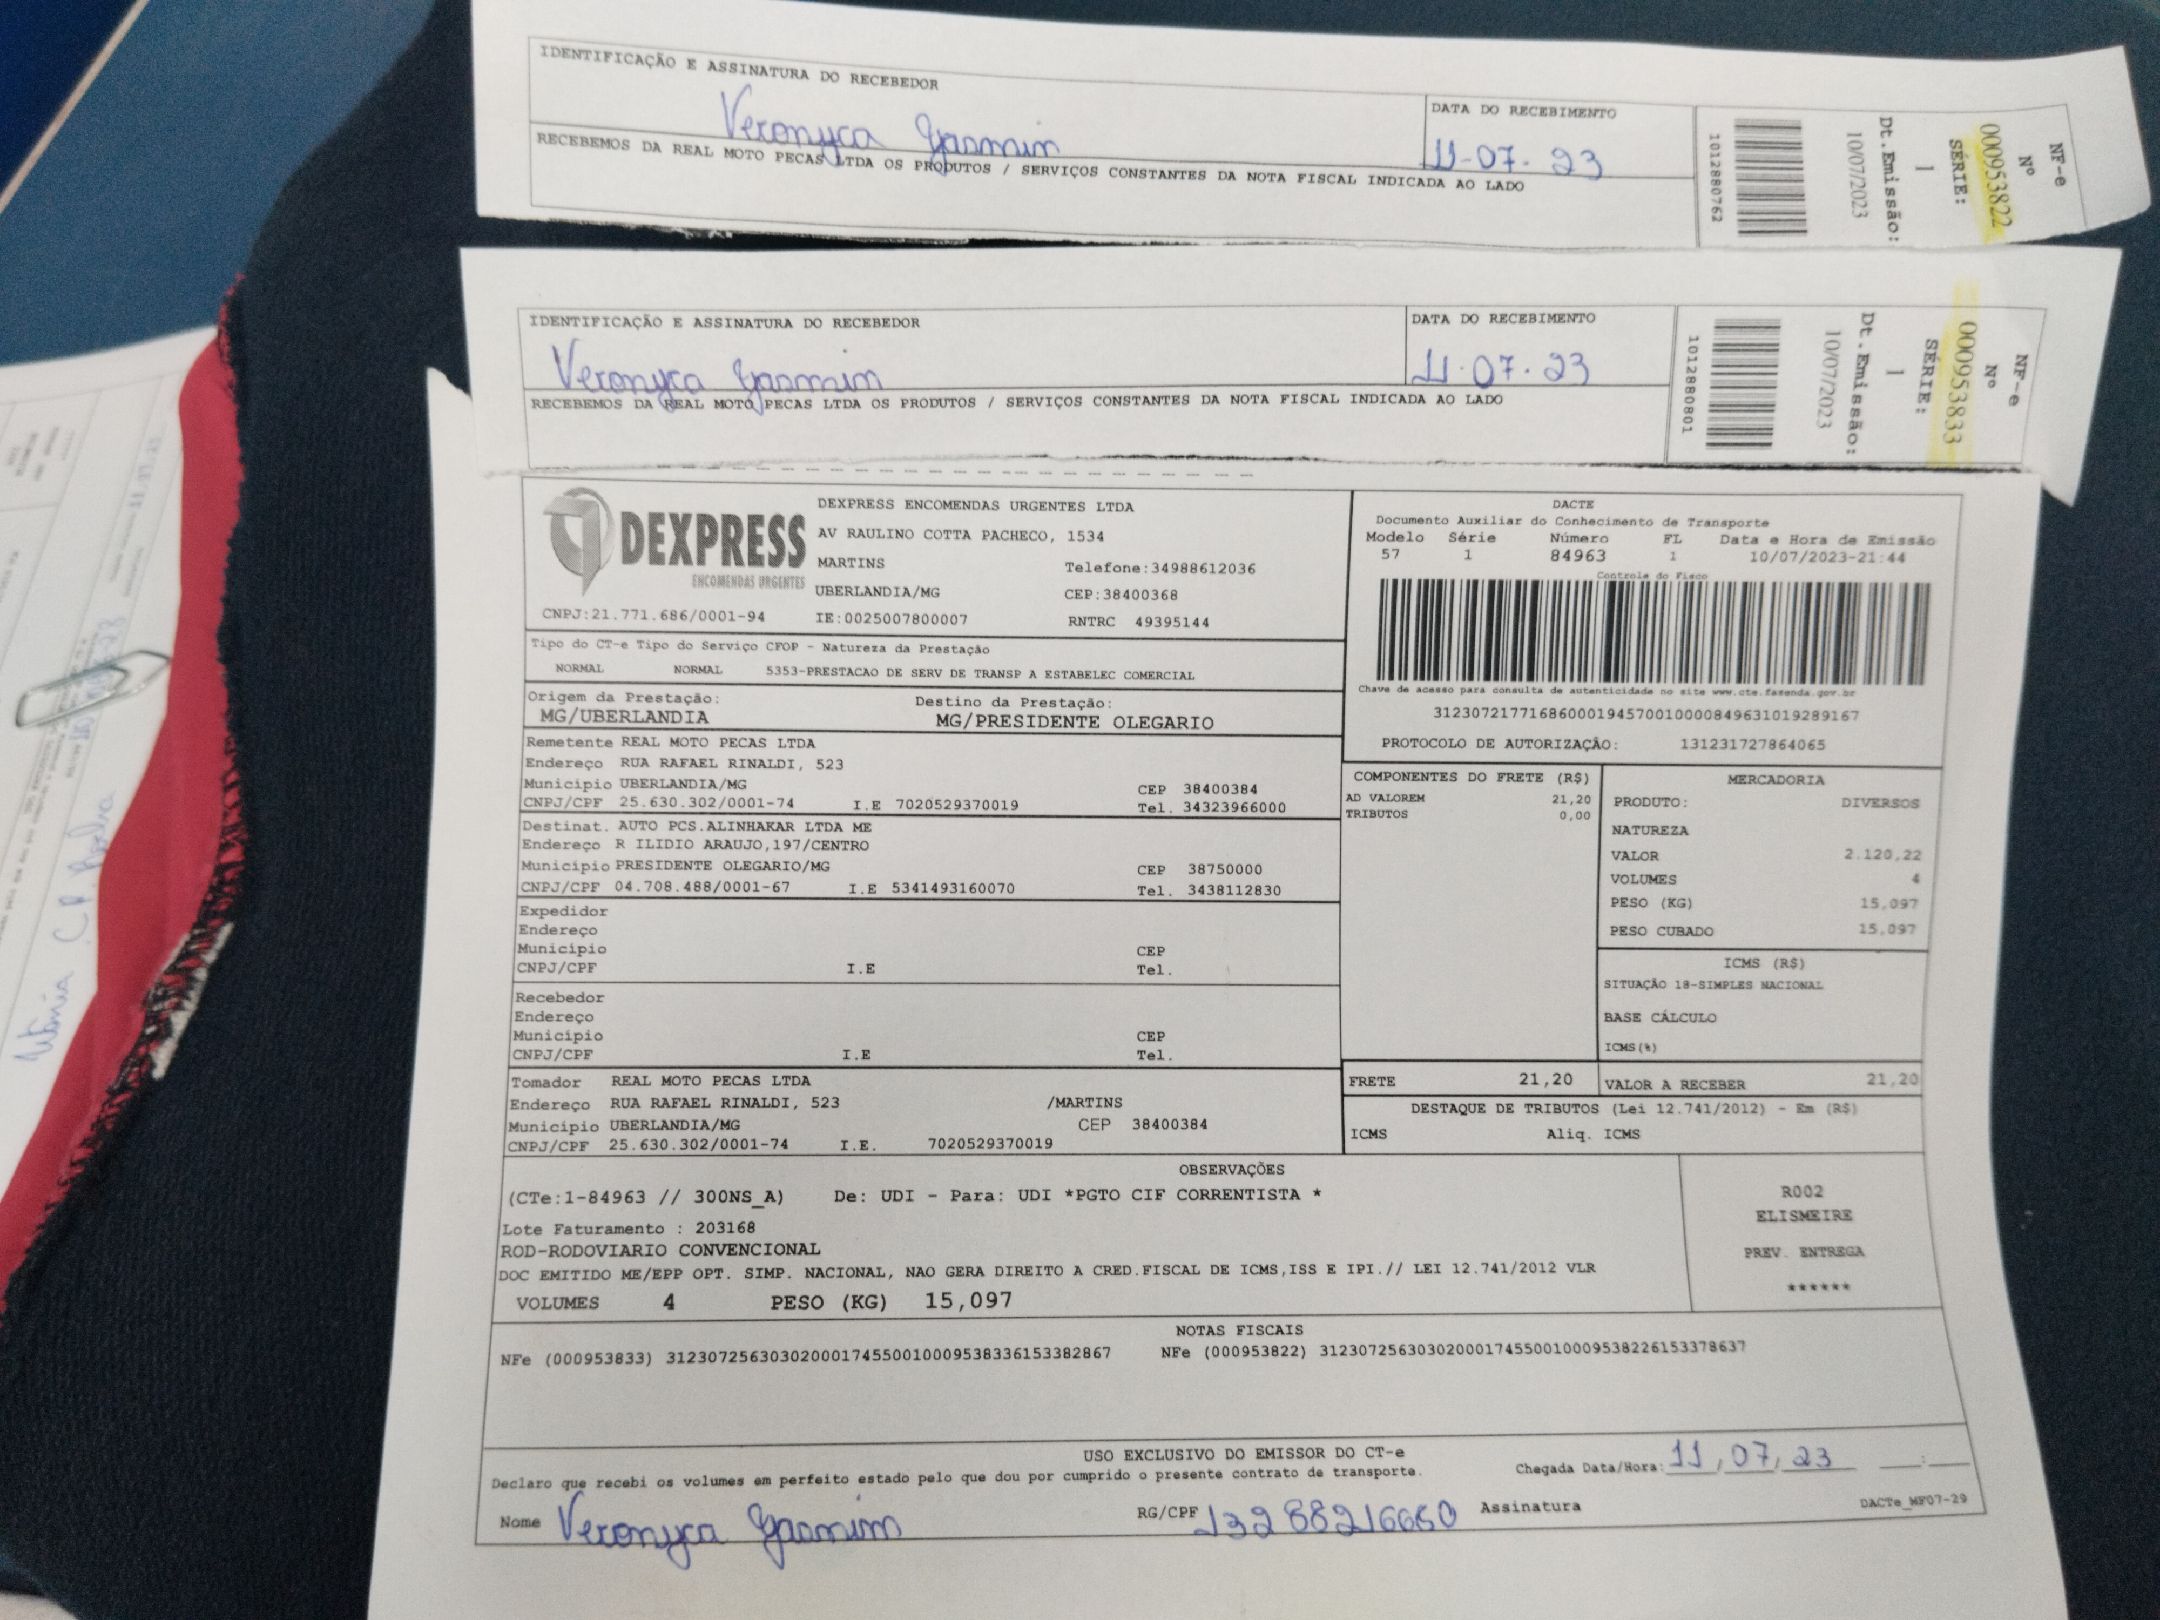 IDENTIFICAÇÃO E ASSINATURA DO RECEBEDOR
Veronyca Yasmin
DATA DO RECEBIMENTO
11-07-23
RECEBEMOS DA REAL MOTO PECAS LTDA OS PRODUTOS / SERVIÇOS CONSTANTES DA NOTA FISCAL INDICADA AO LADO
NF-e
Nº
000953822
SÉRIE:
1
Dt.Emissão:
10/07/2023
1012880762
IDENTIFICAÇÃO E ASSINATURA DO RECEBEDOR
Veronyca Yasmin
DATA DO RECEBIMENTO
11.07.23
RECEBEMOS DA REAL MOTO PECAS LTDA OS PRODUTOS / SERVIÇOS CONSTANTES DA NOTA FISCAL INDICADA AO LADO
NF-e
Nº
000953833
SÉRIE:
1
Dt.Emissão:
10/07/2023
1012880801
DEXPRESS
ENCOMENDAS URGENTES
CNPJ:21.771.686/0001-94
DEXPRESS ENCOMENDAS URGENTES LTDA
AV RAULINO COTTA PACHECO, 1534
MARTINS Telefone:34988612036
UBERLANDIA/MG CEP:38400368
IE:0025007800007 RNTRC 49395144
DACTE
Documento Auxiliar do Conhecimento de Transporte
Modelo Série Número FL Data e Hora de Emissão
57 1 84963 1 10/07/2023-21:44
Controle do Fisco
Chave de acesso para consulta de autenticidade no site www.cte.fazenda.gov.br
31230721771686000194570010000849631019289167
PROTOCOLO DE AUTORIZAÇÃO: 131231727864065
Tipo do CT-e Tipo do Serviço CFOP - Natureza da Prestação
NORMAL NORMAL 5353-PRESTACAO DE SERV DE TRANSP A ESTABELEC COMERCIAL
Origem da Prestação: Destino da Prestação:
MG/UBERLANDIA MG/PRESIDENTE OLEGARIO
Remetente REAL MOTO PECAS LTDA
Endereço RUA RAFAEL RINALDI, 523
Município UBERLANDIA/MG CEP 38400384
CNPJ/CPF 25.630.302/0001-74 I.E 7020529370019 Tel. 34323966000
Destinat. AUTO PCS.ALINHAKAR LTDA ME
Endereço R ILIDIO ARAUJO,197/CENTRO
Município PRESIDENTE OLEGARIO/MG CEP 38750000
CNPJ/CPF 04.708.488/0001-67 I.E 5341493160070 Tel. 3438112830
Expedidor
Endereço
Município CEP
CNPJ/CPF I.E Tel.
Recebedor
Endereço
Município CEP
CNPJ/CPF I.E Tel.
Tomador REAL MOTO PECAS LTDA
Endereço RUA RAFAEL RINALDI, 523 /MARTINS
Município UBERLANDIA/MG CEP 38400384
CNPJ/CPF 25.630.302/0001-74 I.E. 7020529370019
COMPONENTES DO FRETE (R$)
AD VALOREM 21,20
TRIBUTOS 0,00
MERCADORIA
PRODUTO: DIVERSOS
NATUREZA
VALOR 2.120,22
VOLUMES 4
PESO (KG) 15,097
PESO CUBADO 15,097
ICMS (R$)
SITUAÇÃO 18-SIMPLES NACIONAL
BASE CÁLCULO
ICMS(%)
FRETE 21,20 VALOR A RECEBER 21,20
DESTAQUE DE TRIBUTOS (Lei 12.741/2012) - Em (R$)
ICMS Aliq. ICMS
OBSERVAÇÕES
(CTe:1-84963 // 300NS_A) De: UDI - Para: UDI *PGTO CIF CORRENTISTA *
Lote Faturamento : 203168
ROD-RODOVIARIO CONVENCIONAL
DOC EMITIDO ME/EPP OPT. SIMP. NACIONAL, NAO GERA DIREITO A CRED.FISCAL DE ICMS,ISS E IPI.// LEI 12.741/2012 VLR
VOLUMES 4 PESO (KG) 15,097
R002
ELISMEIRE
PREV. ENTREGA
******
NOTAS FISCAIS
NFe (000953833) 31230725630302000174550010009538336153382867 NFe (000953822) 31230725630302000174550010009538226153378637
USO EXCLUSIVO DO EMISSOR DO CT-e
Declaro que recebi os volumes em perfeito estado pelo que dou por cumprido o presente contrato de transporte.
Chegada Data/Hora: 11/07/23 __:__
Nome Veronyca Yasmin RG/CPF 13288216660 Assinatura
DACTe_MF07-29